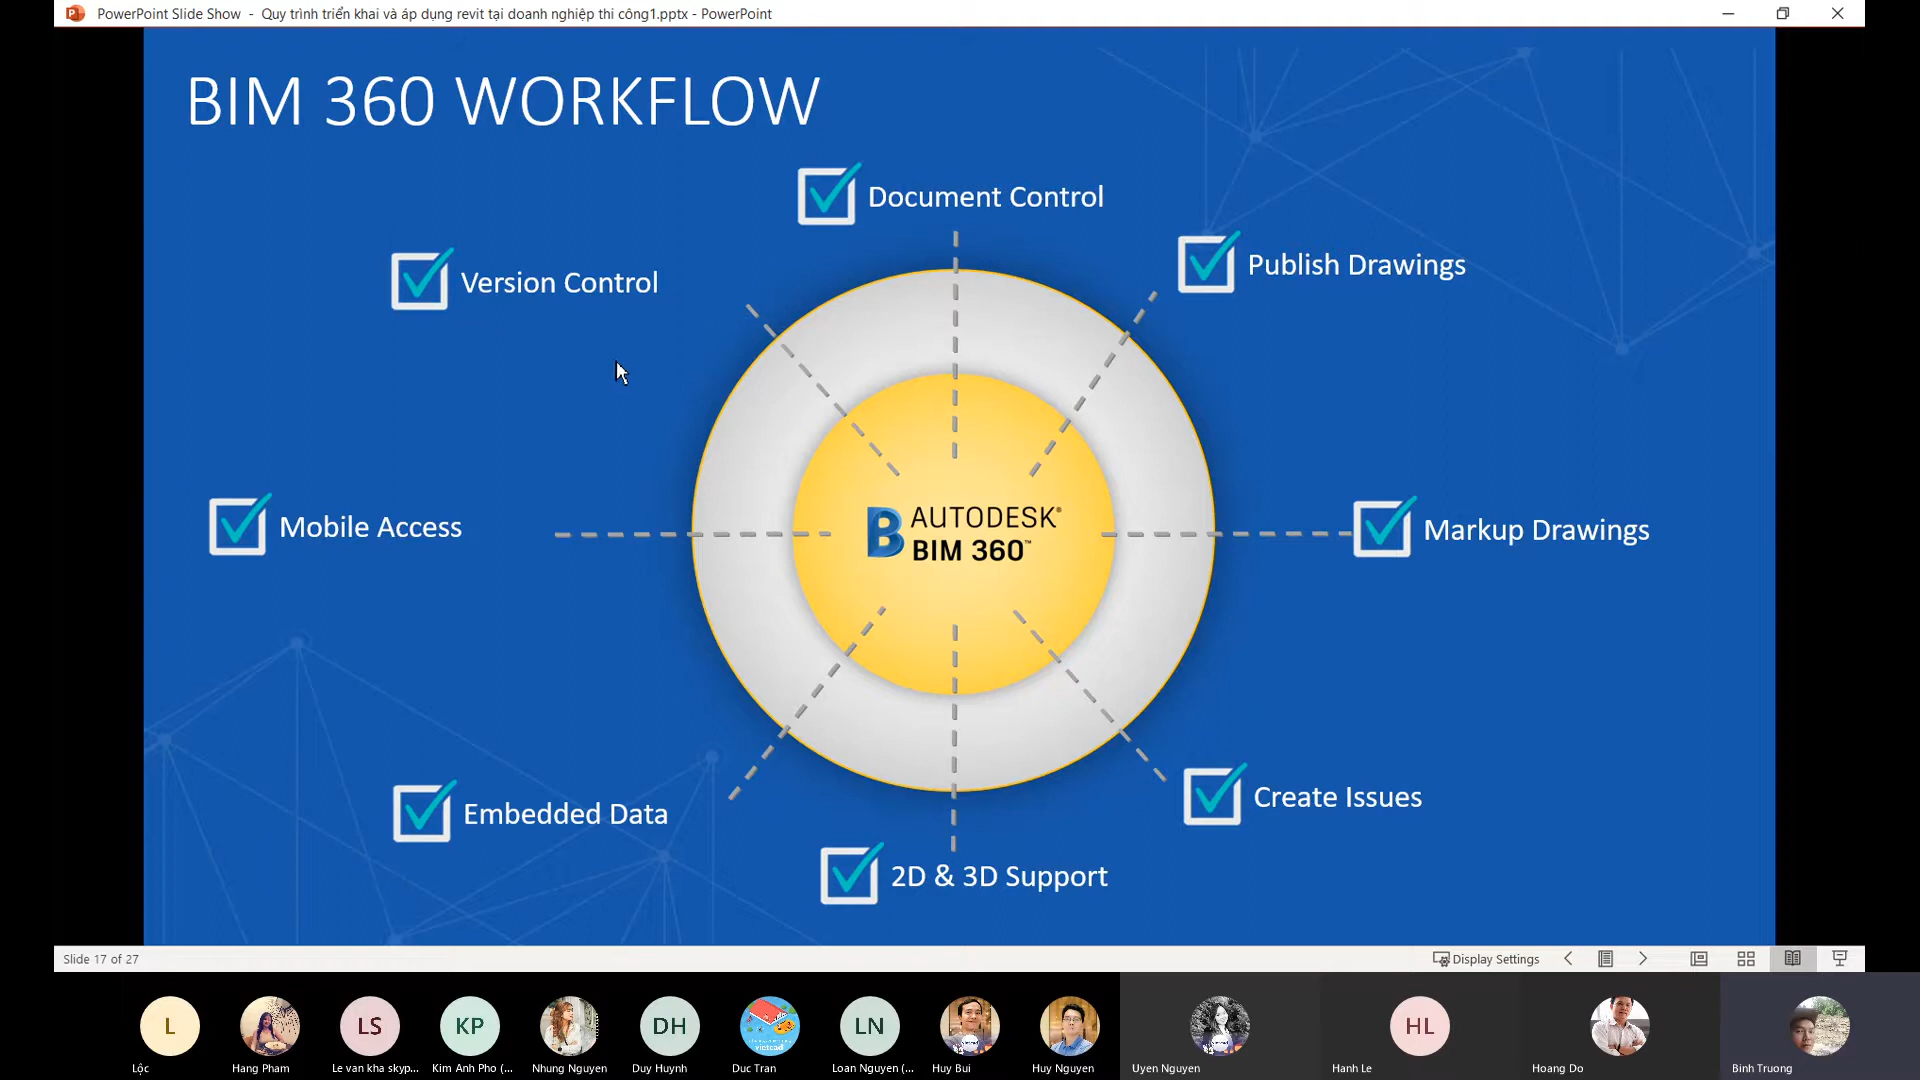 PowerPoint Slide Show - Quy trình triển khai và áp dụng revit tại doanh nghiệp thi công1.pptx - PowerPoint
BIM 360 WORKFLOW
Document Control
Publish Drawings
Version Control
Mobile Access
AUTODESK®
BIM 360™
Markup Drawings
Embedded Data
Create Issues
2D & 3D Support
Slide 17 of 27
Display Settings
L
LS
KP
DH
LN
HL
Lộc
Hang Pham
Le van kha skyp...
Kim Anh Pho (...
Nhung Nguyen
Duy Huynh
Duc Tran
Loan Nguyen (...
Huy Bui
Huy Nguyen
Uyen Nguyen
Hanh Le
Hoang Do
Binh Truong